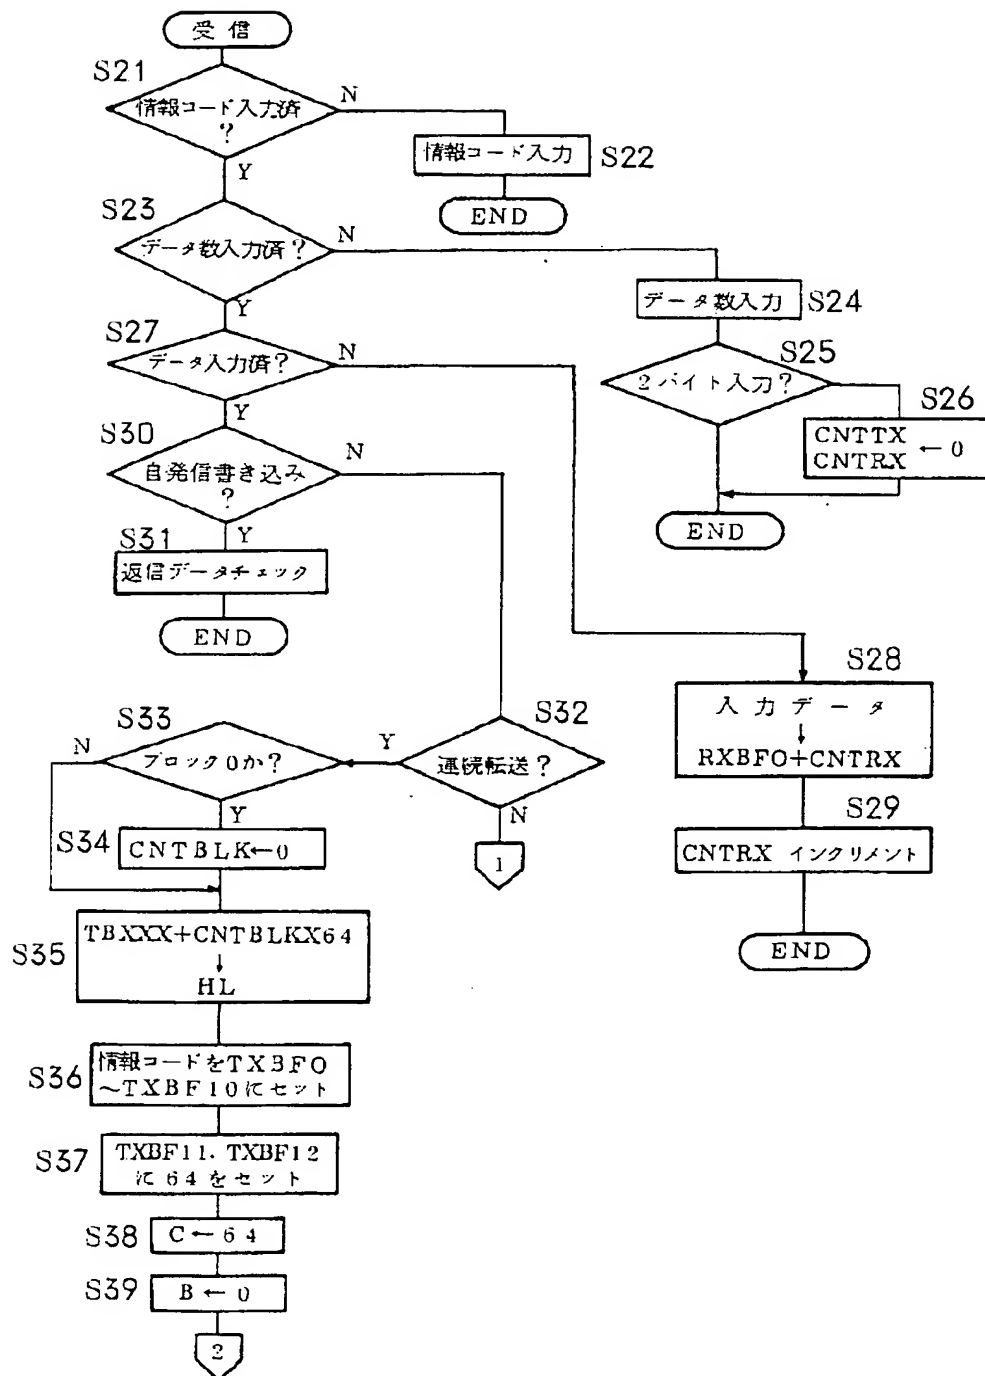 受信
S21
情報コード入力済
?
N
Y
情報コード入力
S22
END
S23
データ数入力済?
N
Y
データ数入力
S24
S25
2バイト入力?
S26
CNTTX
CNTRX
←0
END
S27
データ入力済?
N
Y
S30
自発信書き込み
?
N
Y
S31
返信データチェック
END
S28
入力データ
↓
RXBF0+CNTRX
S29
CNTRX インクリメント
END
S32
連続転送?
Y
N
1
S33
ブロック0か?
N
Y
S34
CNTBLK←0
S35
TBXXX+CNTBLKX64
↓
HL
S36
情報コードをTXBF0
~TXBF10にセット
S37
TXBF11.TXBF12
に64をセット
S38
C←64
S39
B←0
2